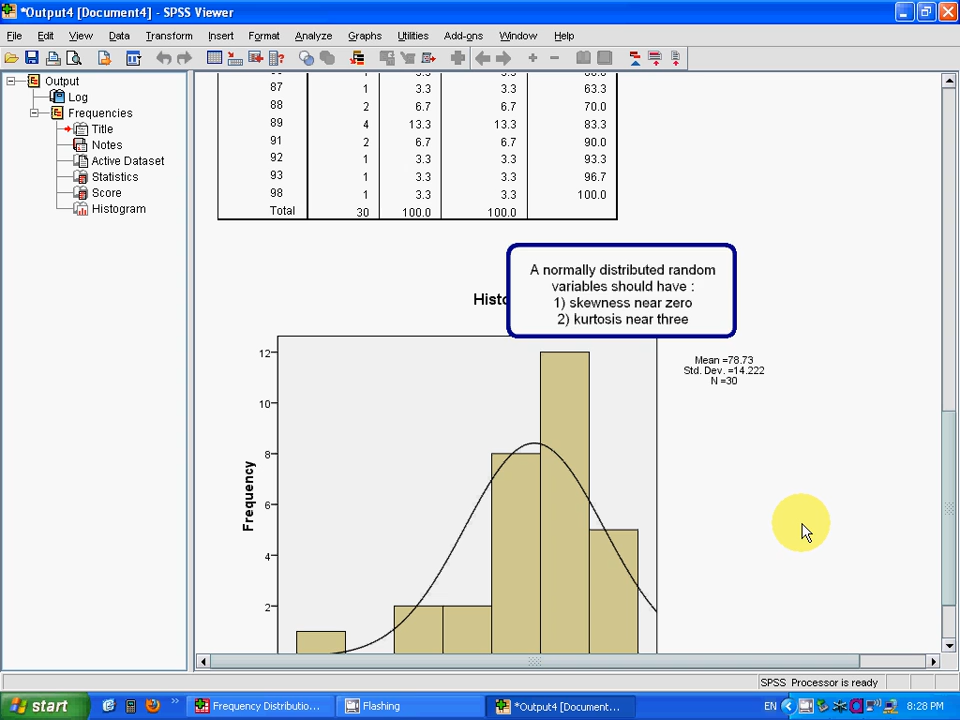 *Output4 [Document4] - SPSS Viewer
File Edit View Data Transform Insert Format Analyze Graphs Utilities Add-ons Window Help
Output
Log
Frequencies
Title
Notes
Active Dataset
Statistics
Score
Histogram
1 3.3 3.3
87 1 3.3 3.3 63.3
88 2 6.7 6.7 70.0
89 4 13.3 13.3 83.3
91 2 6.7 6.7 90.0
92 1 3.3 3.3 93.3
93 1 3.3 3.3 96.7
98 1 3.3 3.3 100.0
Total 30 100.0 100.0
A normally distributed random
variables should have :
1) skewness near zero
2) kurtosis near three
Histo
Mean =78.73
Std. Dev. =14.222
N =30
Frequency
12
10
8
6
4
2
SPSS Processor is ready
start
Frequency Distributio...
Flashing
*Output4 [Document...
EN
8:28 PM